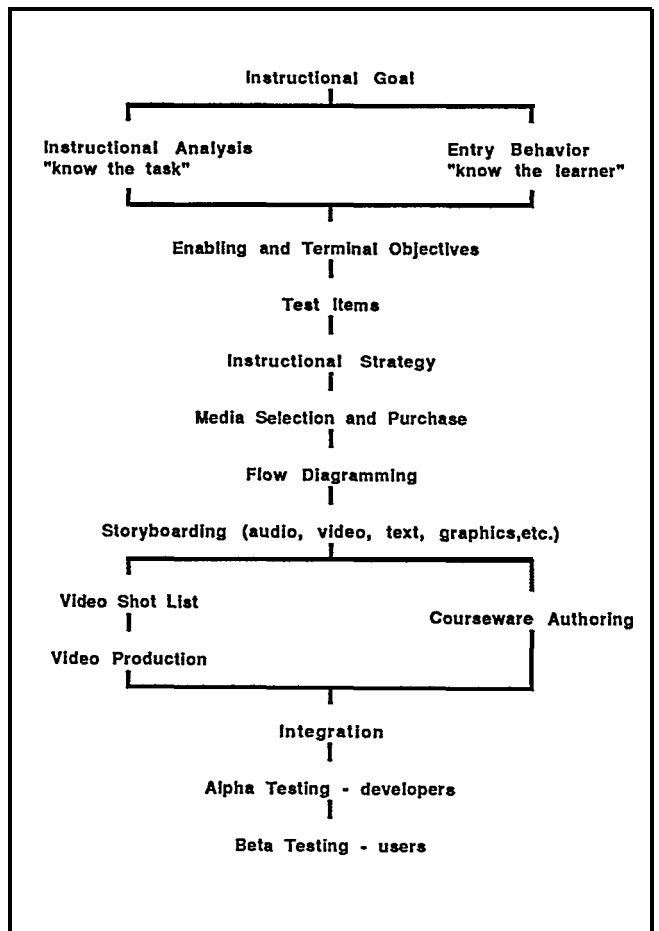 Instructional Goal
Instructional Analysis
"know the task"
Entry Behavior
"know the learner"
Enabling and Terminal Objectives
Test Items
Instructional Strategy
Media Selection and Purchase
Flow Diagramming
Storyboarding (audio, video, text, graphics,etc.)
Video Shot List
Courseware Authoring
Video Production
Integration
Alpha Testing - developers
Beta Testing - users